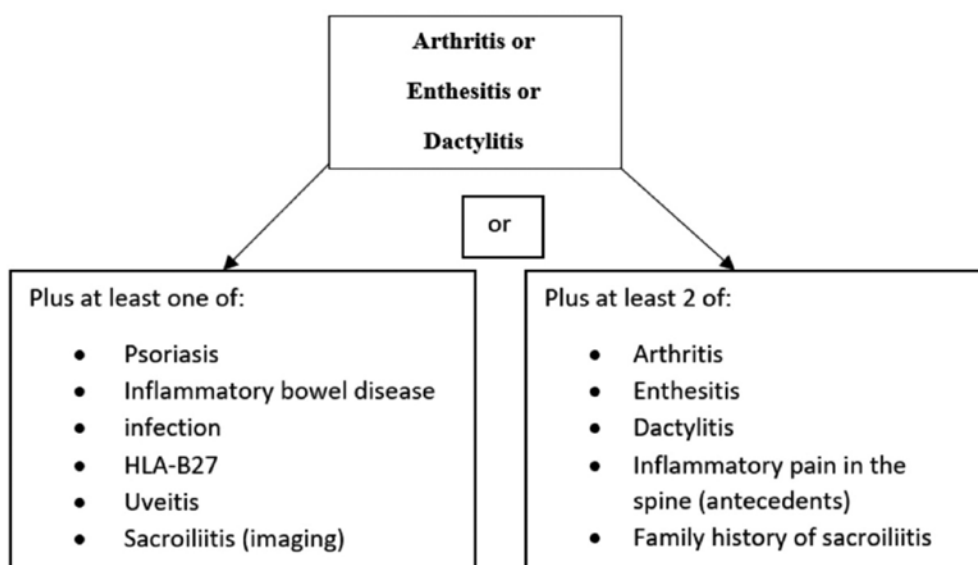 Arthritis or
Enthesitis or
Dactylitis
or
Plus at least one of:
• Psoriasis
• Inflammatory bowel disease
• infection
• HLA-B27
• Uveitis
• Sacroiliitis (imaging)
Plus at least 2 of:
• Arthritis
• Enthesitis
• Dactylitis
• Inflammatory pain in the
spine (antecedents)
• Family history of sacroiliitis